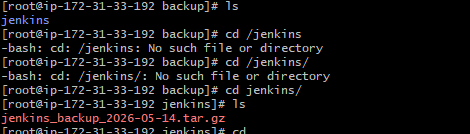 [root@ip-172-31-33-192 backup]# ls
jenkins
[root@ip-172-31-33-192 backup]# cd /jenkins
-bash: cd: /jenkins: No such file or directory
[root@ip-172-31-33-192 backup]# cd /jenkins/
-bash: cd: /jenkins/: No such file or directory
[root@ip-172-31-33-192 backup]# cd jenkins/
[root@ip-172-31-33-192 jenkins]# ls
jenkins_backup_2026-05-14.tar.gz
[root@ip-172-31-33-192 jenkins]# cd